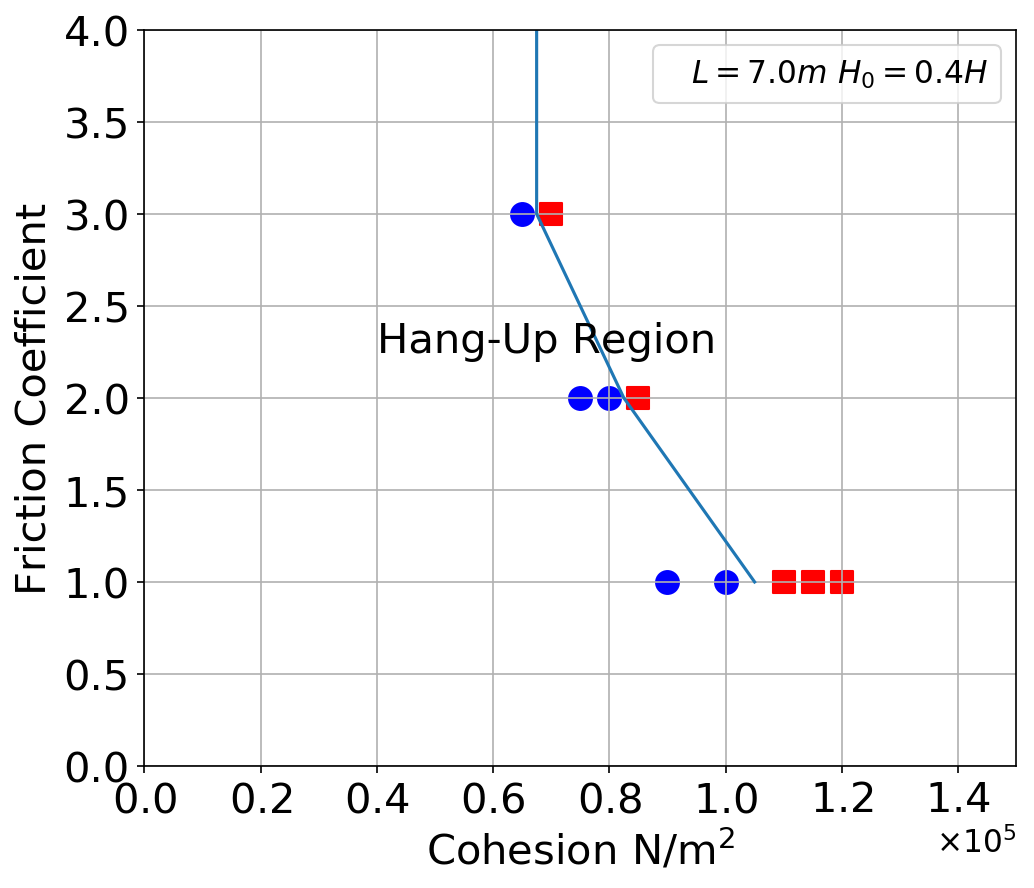 4.0
3.5
3.0
2.5
2.0
1.5
1.0
0.5
0.0
Friction Coefficient
L = 7.0m H₀ = 0.4H
Hang-Up Region
0.0 0.2 0.4 0.6 0.8 1.0 1.2 1.4
×10⁵
Cohesion N/m²